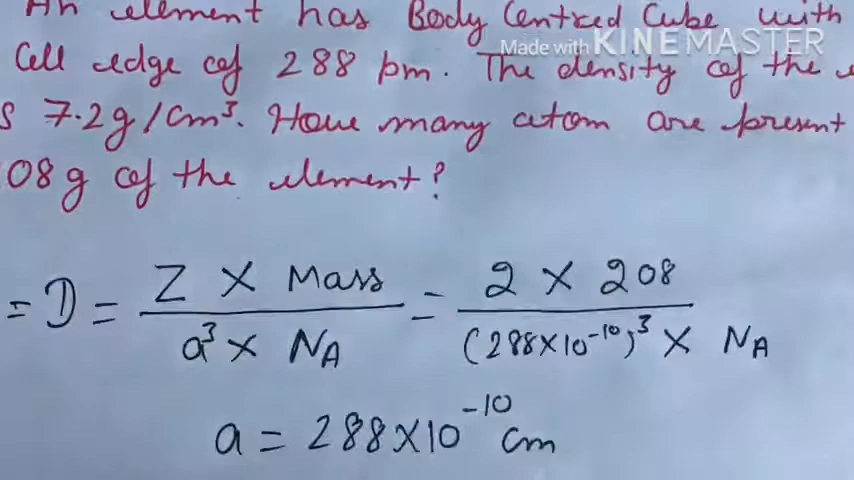 An element has Body Centred Cube with
Made with KINEMASTER
Cell edge of 288 pm. The density of the
s 7.2g/cm³. How many atom are present
08g of the element?
= D = Z × Mass / a³ × NA = 2 × 208 / (288×10⁻¹⁰)³ × NA
a = 288×10⁻¹⁰ cm